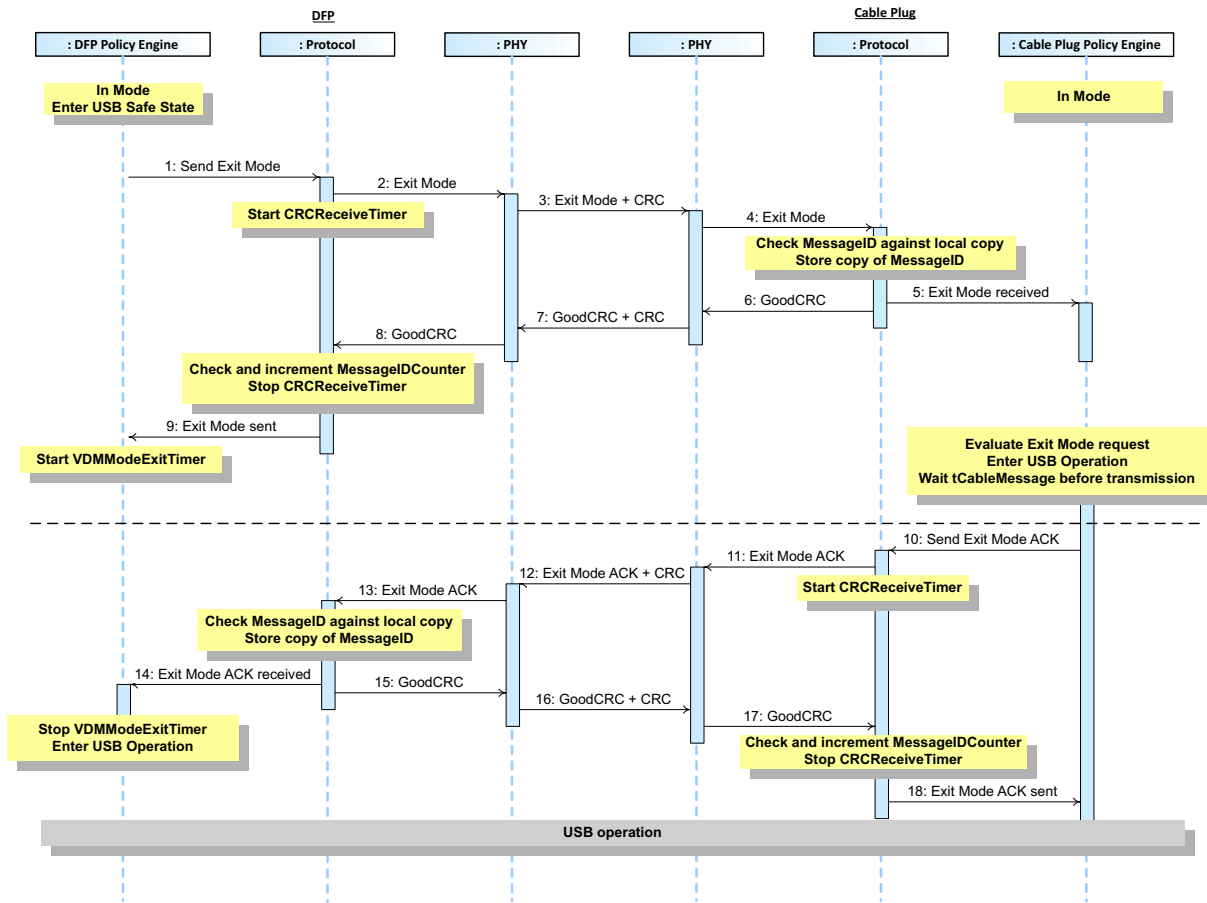 DFP
Cable Plug
: DFP Policy Engine
: Protocol
: PHY
: PHY
: Protocol
: Cable Plug Policy Engine
In Mode
Enter USB Safe State
In Mode
1: Send Exit Mode
2: Exit Mode
3: Exit Mode + CRC
Start CRCReceiveTimer
4: Exit Mode
Check MessageID against local copy
Store copy of MessageID
5: Exit Mode received
6: GoodCRC
7: GoodCRC + CRC
8: GoodCRC
Check and increment MessageIDCounter
Stop CRCReceiveTimer
9: Exit Mode sent
Start VDMModeExitTimer
Evaluate Exit Mode request
Enter USB Operation
Wait tCableMessage before transmission
10: Send Exit Mode ACK
11: Exit Mode ACK
12: Exit Mode ACK + CRC
Start CRCReceiveTimer
13: Exit Mode ACK
Check MessageID against local copy
Store copy of MessageID
14: Exit Mode ACK received
15: GoodCRC
16: GoodCRC + CRC
17: GoodCRC
Stop VDMModeExitTimer
Enter USB Operation
Check and increment MessageIDCounter
Stop CRCReceiveTimer
18: Exit Mode ACK sent
USB operation